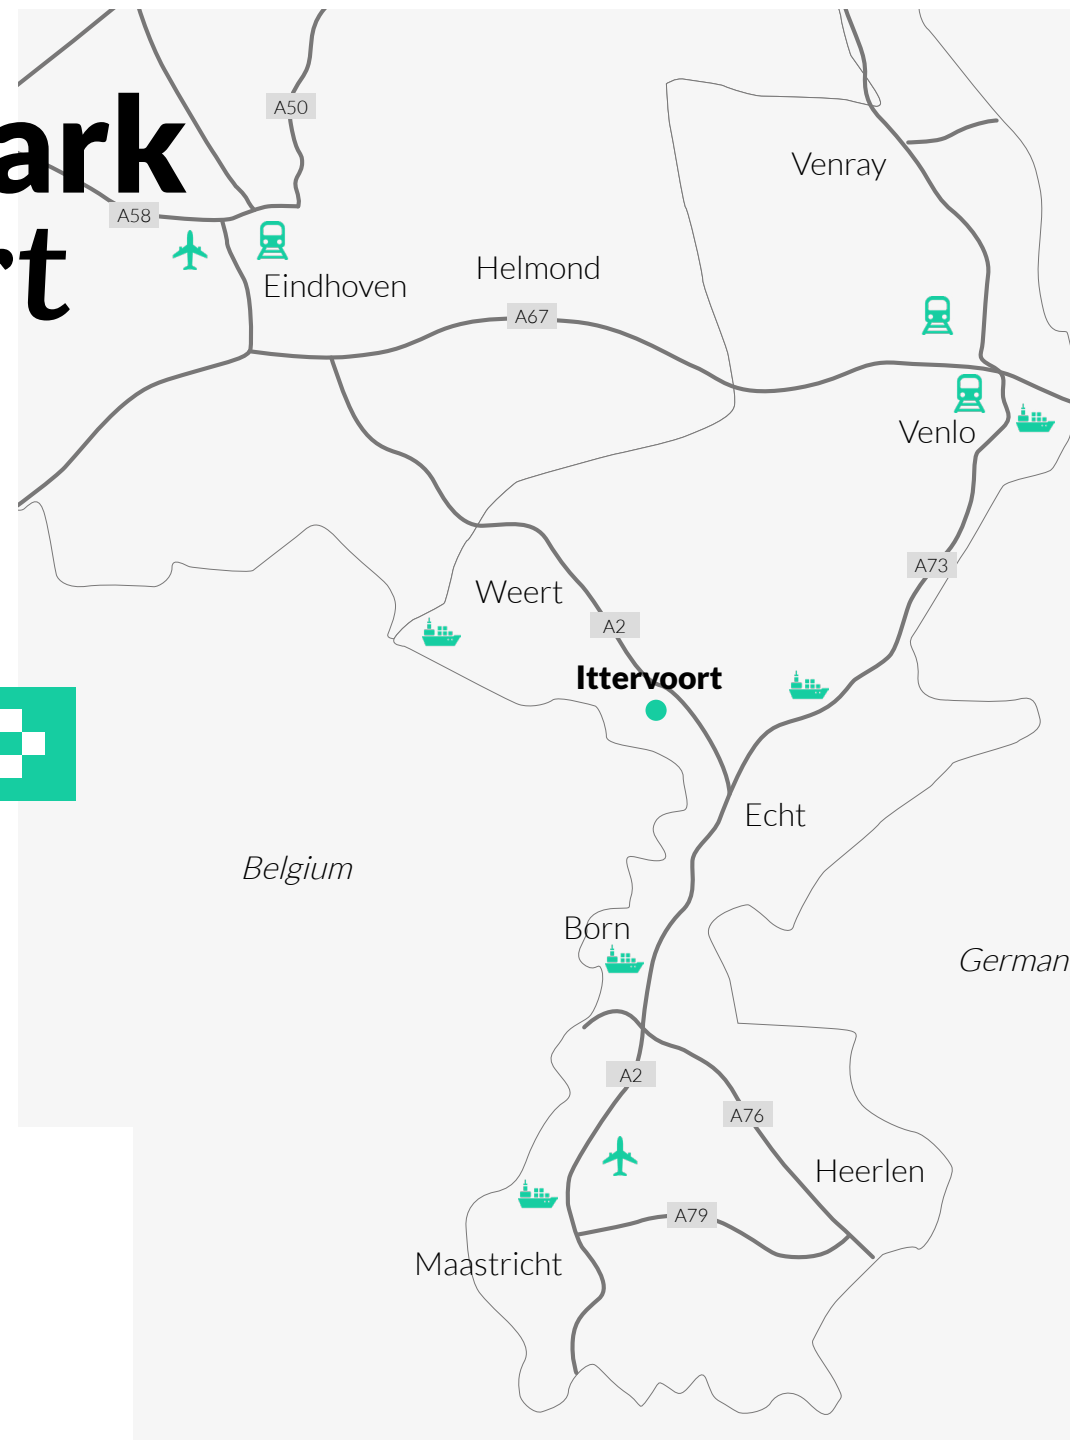 A50
ark
Venray
A58
rt
Helmond
Eindhoven
A67
Venlo
A73
Weert
A2
Ittervoort
Echt
Belgium
Born
German
A2
A76
Heerlen
A79
Maastricht